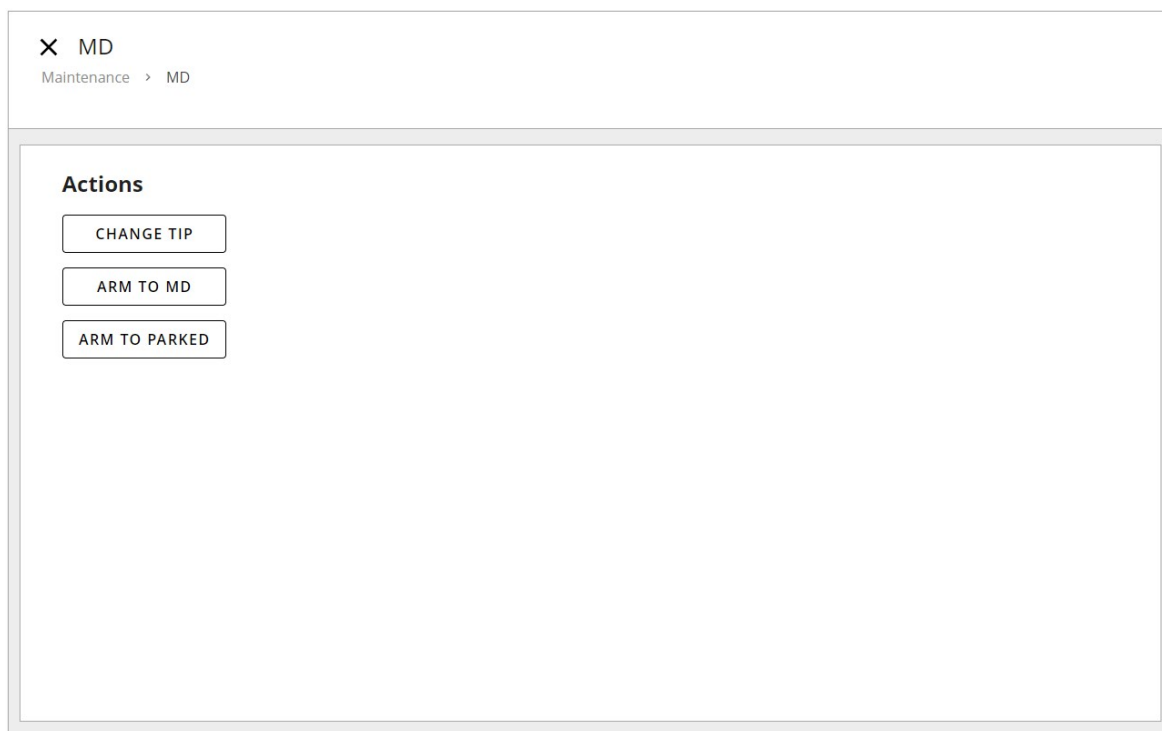 MD
Maintenance > MD
Actions
CHANGE TIP
ARM TO MD
ARM TO PARKED